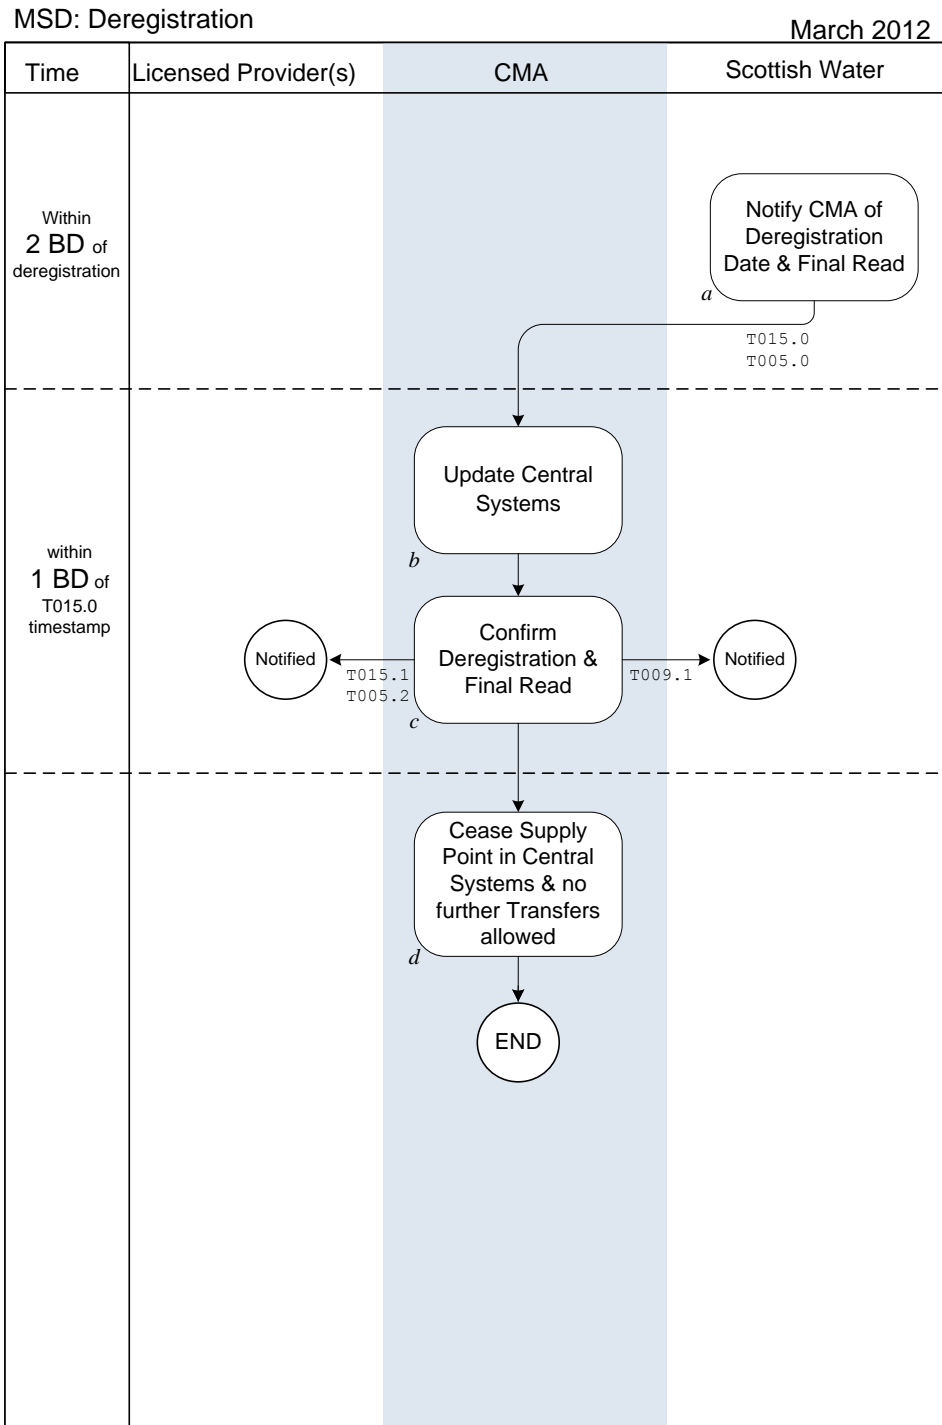 MSD: Deregistration
March 2012
Time
Licensed Provider(s)
CMA
Scottish Water
Within
2 BD of
deregistration
Notify CMA of
Deregistration
Date & Final Read
a
T015.0
T005.0
Update Central
Systems
b
within
1 BD of
T015.0
timestamp
Confirm
Deregistration &
Final Read
c
Notified
T015.1
T005.2
T009.1
Notified
Cease Supply
Point in Central
Systems & no
further Transfers
allowed
d
END